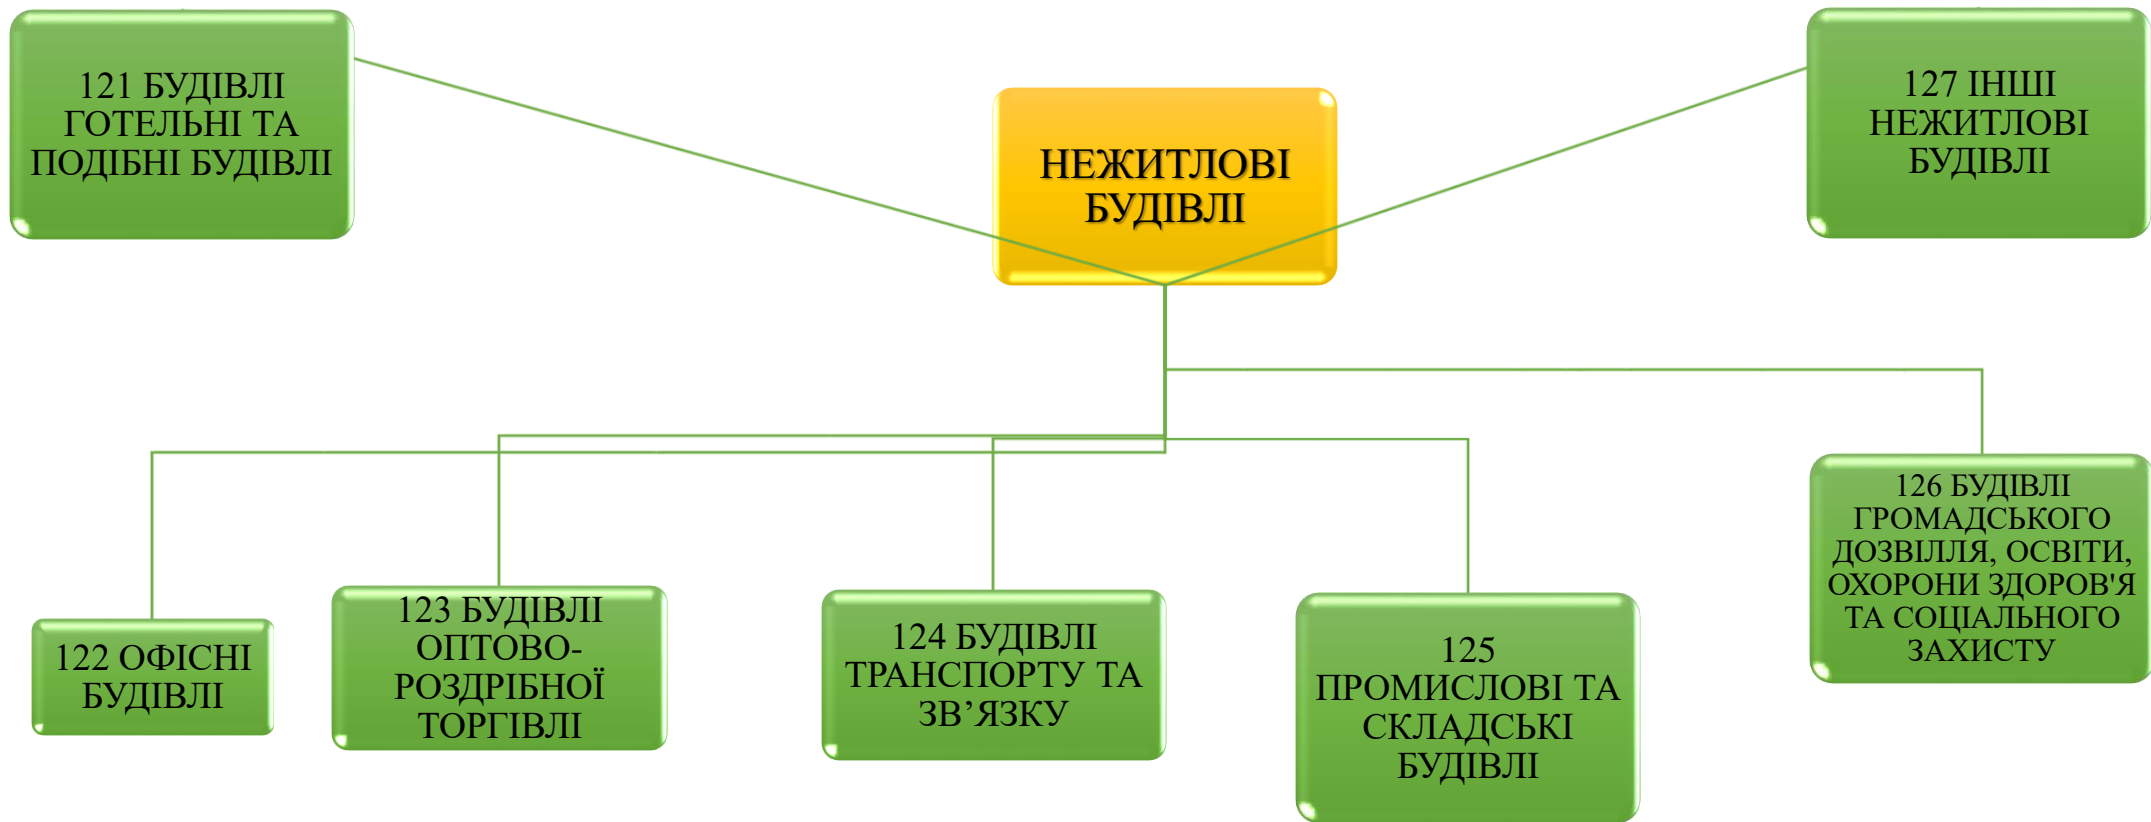 121 БУДІВЛІ
ГОТЕЛЬНІ ТА
ПОДІБНІ БУДІВЛІ
НЕЖИТЛОВІ
БУДІВЛІ
127 ІНШІ
НЕЖИТЛОВІ
БУДІВЛІ
122 ОФІСНІ
БУДІВЛІ
123 БУДІВЛІ
ОПТОВО-
РОЗДРІБНОЇ
ТОРГІВЛІ
124 БУДІВЛІ
ТРАНСПОРТУ ТА
ЗВ’ЯЗКУ
125
ПРОМИСЛОВІ ТА
СКЛАДСЬКІ
БУДІВЛІ
126 БУДІВЛІ
ГРОМАДСЬКОГО
ДОЗВІЛЛЯ, ОСВІТИ,
ОХОРОНИ ЗДОРОВ'Я
ТА СОЦІАЛЬНОГО
ЗАХИСТУ